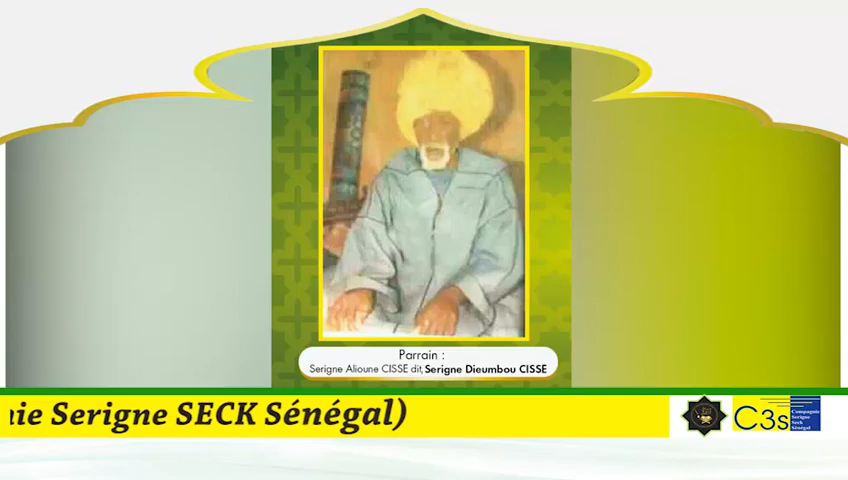 Parrain :
Serigne Alioune CISSE dit, Serigne Dieumbou CISSE
ie Serigne SECK Sénégal)
C3s
Compagnie
Serigne
Seck
Sénégal